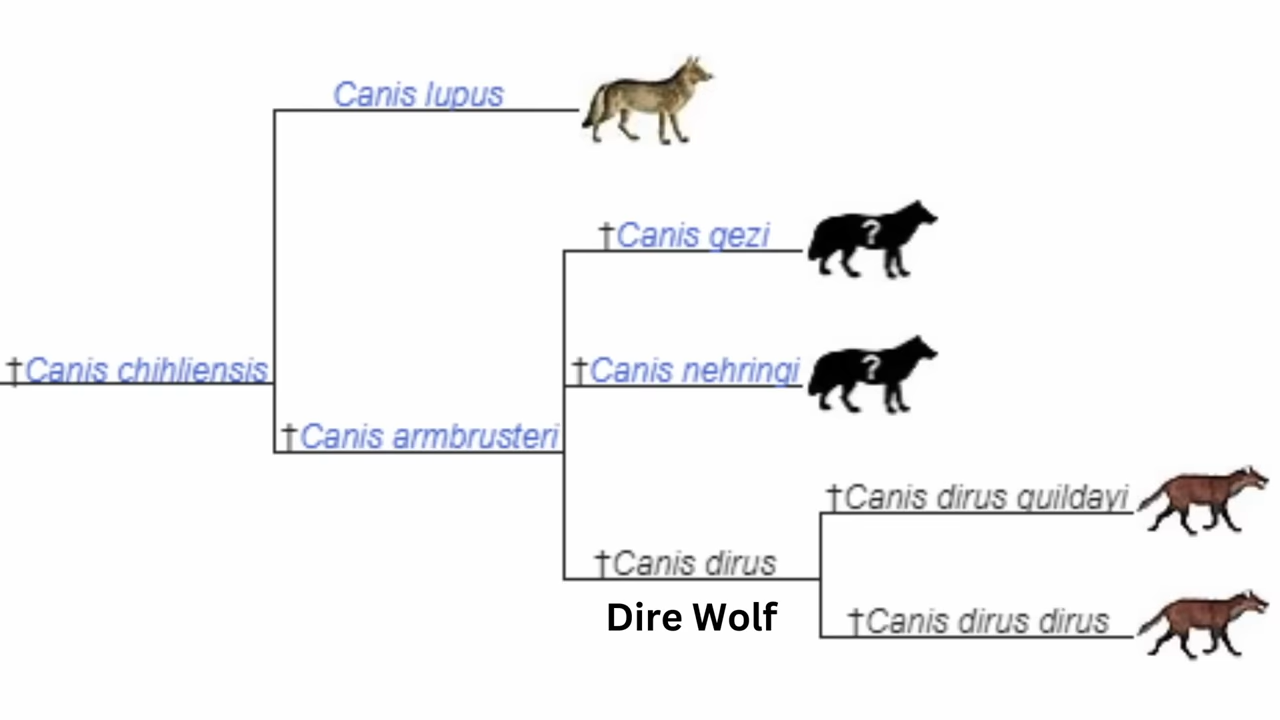 Canis lupus
†Canis gezi
?
†Canis chihliensis
†Canis nehringi
?
†Canis armbrusteri
†Canis dirus guildayi
†Canis dirus
Dire Wolf
†Canis dirus dirus